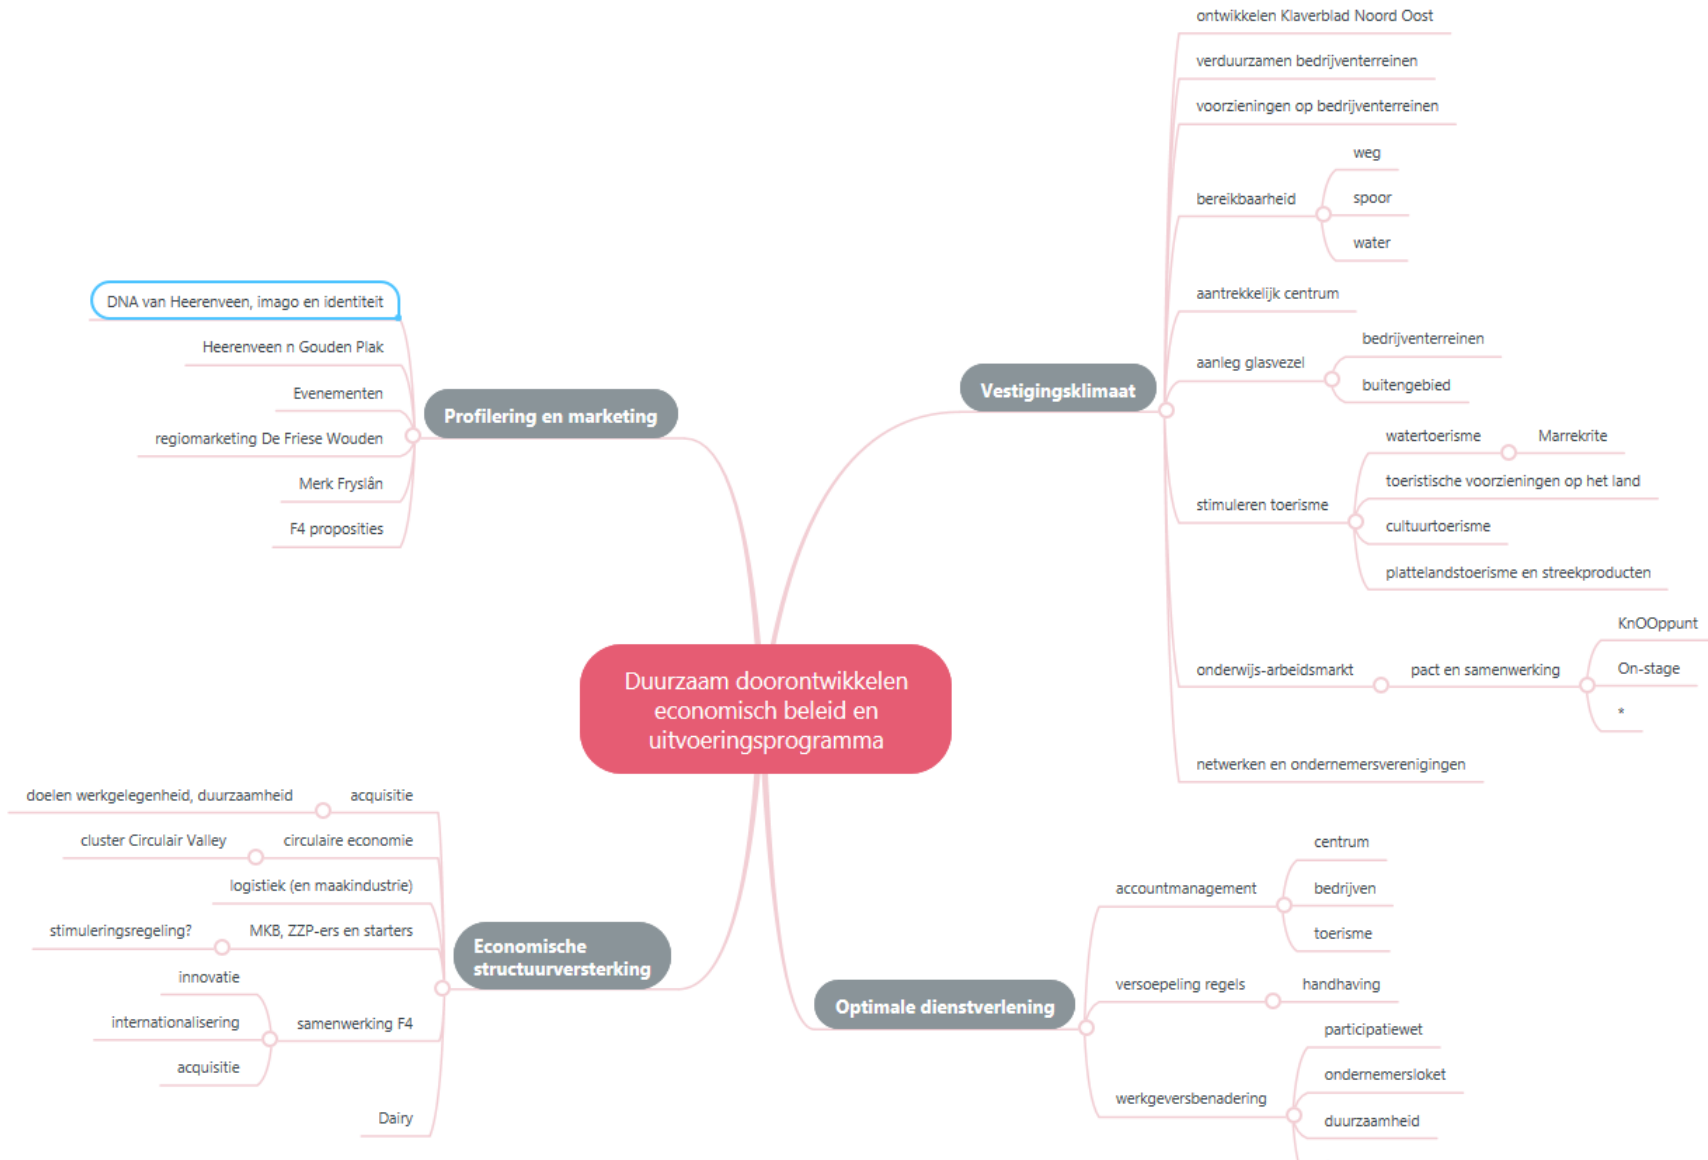 Duurzaam doorontwikkelen
economisch beleid en
uitvoeringsprogramma
Vestigingsklimaat
ontwikkelen Klaverblad Noord Oost
verduurzamen bedrijventerreinen
voorzieningen op bedrijventerreinen
bereikbaarheid
weg
spoor
water
aantrekkelijk centrum
aanleg glasvezel
bedrijventerreinen
buitengebied
stimuleren toerisme
watertoerisme
Marrekrite
toeristische voorzieningen op het land
cultuurtoerisme
plattelandstoerisme en streekproducten
onderwijs-arbeidsmarkt
pact en samenwerking
KnOOppunt
On-stage
*
netwerken en ondernemersverenigingen
Optimale dienstverlening
accountmanagement
centrum
bedrijven
toerisme
versoepeling regels
handhaving
werkgeversbenadering
participatiewet
ondernemersloket
duurzaamheid
Profilering en marketing
DNA van Heerenveen, imago en identiteit
Heerenveen n Gouden Plak
Evenementen
regiomarketing De Friese Wouden
Merk Fryslân
F4 proposities
Economische
structuurversterking
acquisitie
doelen werkgelegenheid, duurzaamheid
circulaire economie
cluster Circulair Valley
logistiek (en maakindustrie)
MKB, ZZP-ers en starters
stimuleringsregeling?
samenwerking F4
innovatie
internationalisering
acquisitie
Dairy